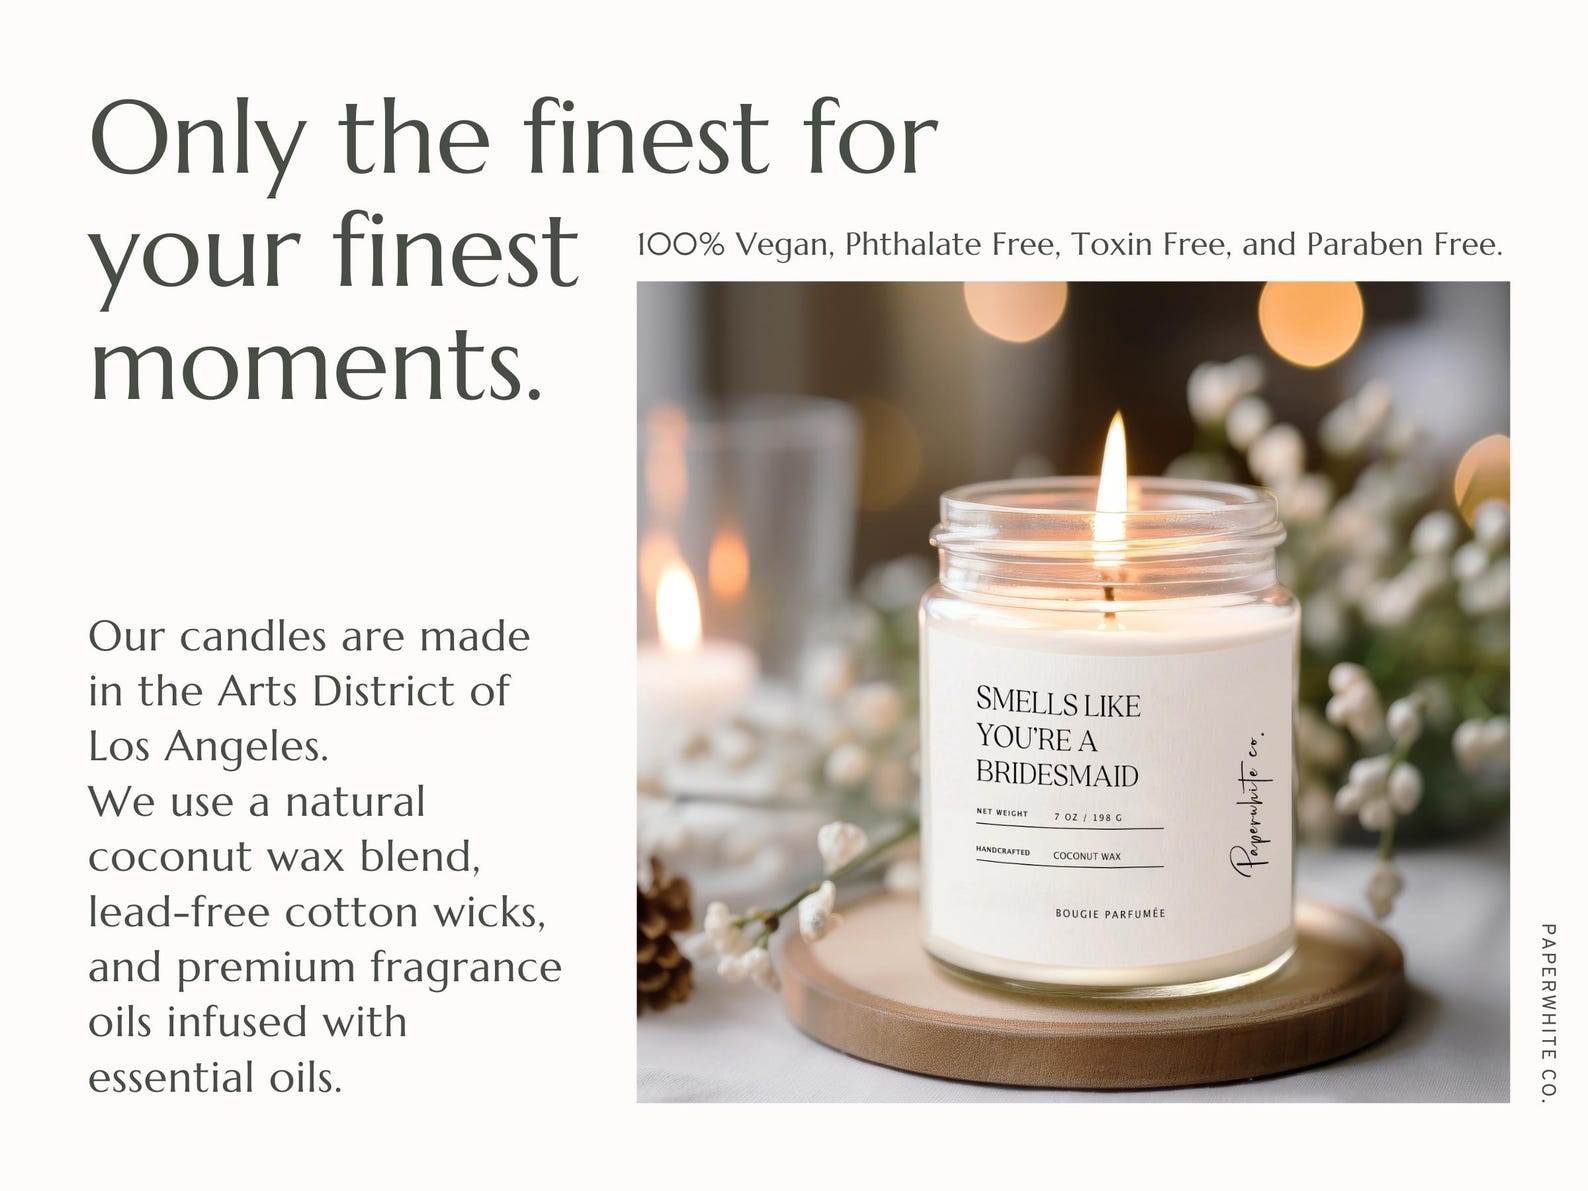 Only the finest for
your finest
moments.
100% Vegan, Phthalate Free, Toxin Free, and Paraben Free.
Our candles are made
in the Arts District of
Los Angeles.
We use a natural
coconut wax blend,
lead-free cotton wicks,
and premium fragrance
oils infused with
essential oils.
SMELLS LIKE
YOU'RE A
BRIDESMAID
NET WEIGHT 7 OZ / 198 G
HANDCRAFTED COCONUT WAX
BOUGIE PARFUMÉE
Paperwhite co.
PAPERWHITE CO.